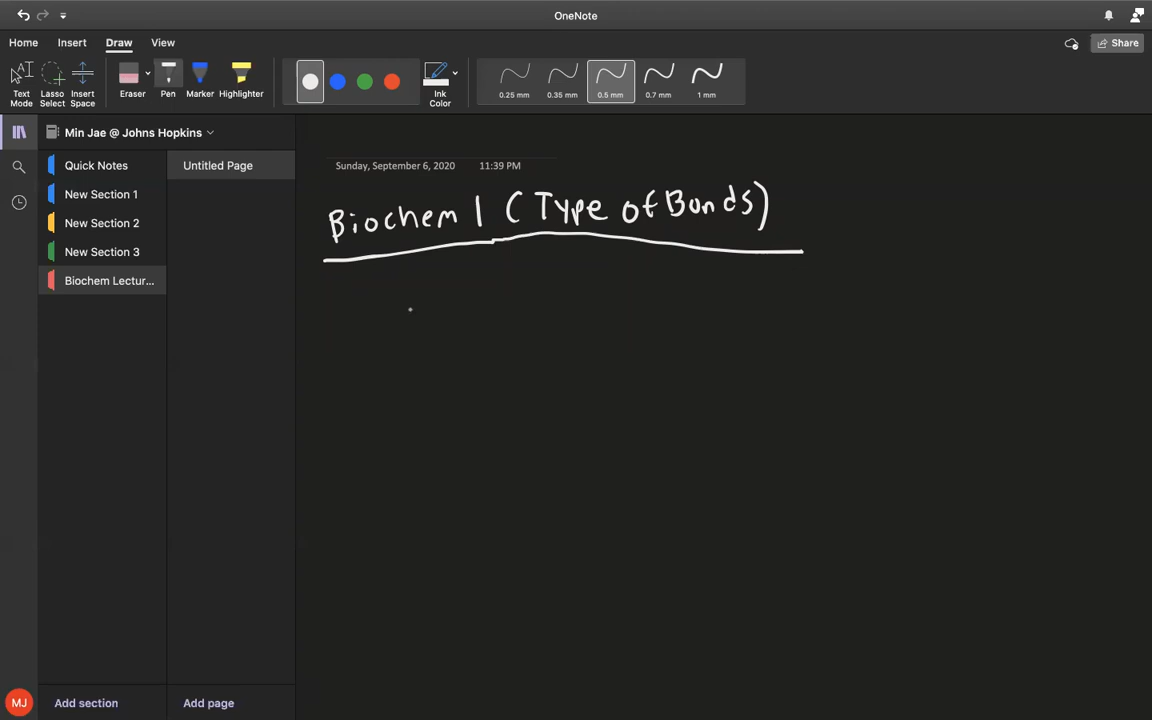 OneNote
Home Insert Draw View
Share
Text Mode
Lasso Select
Insert Space
Eraser
Pen
Marker
Highlighter
Ink Color
0.25 mm 0.35 mm 0.5 mm 0.7 mm 1 mm
Min Jae @ Johns Hopkins
Quick Notes
New Section 1
New Section 2
New Section 3
Biochem Lectur...
Untitled Page
Sunday, September 6, 2020 11:39 PM
Biochem 1 (Type of Bonds)
MJ
Add section
Add page